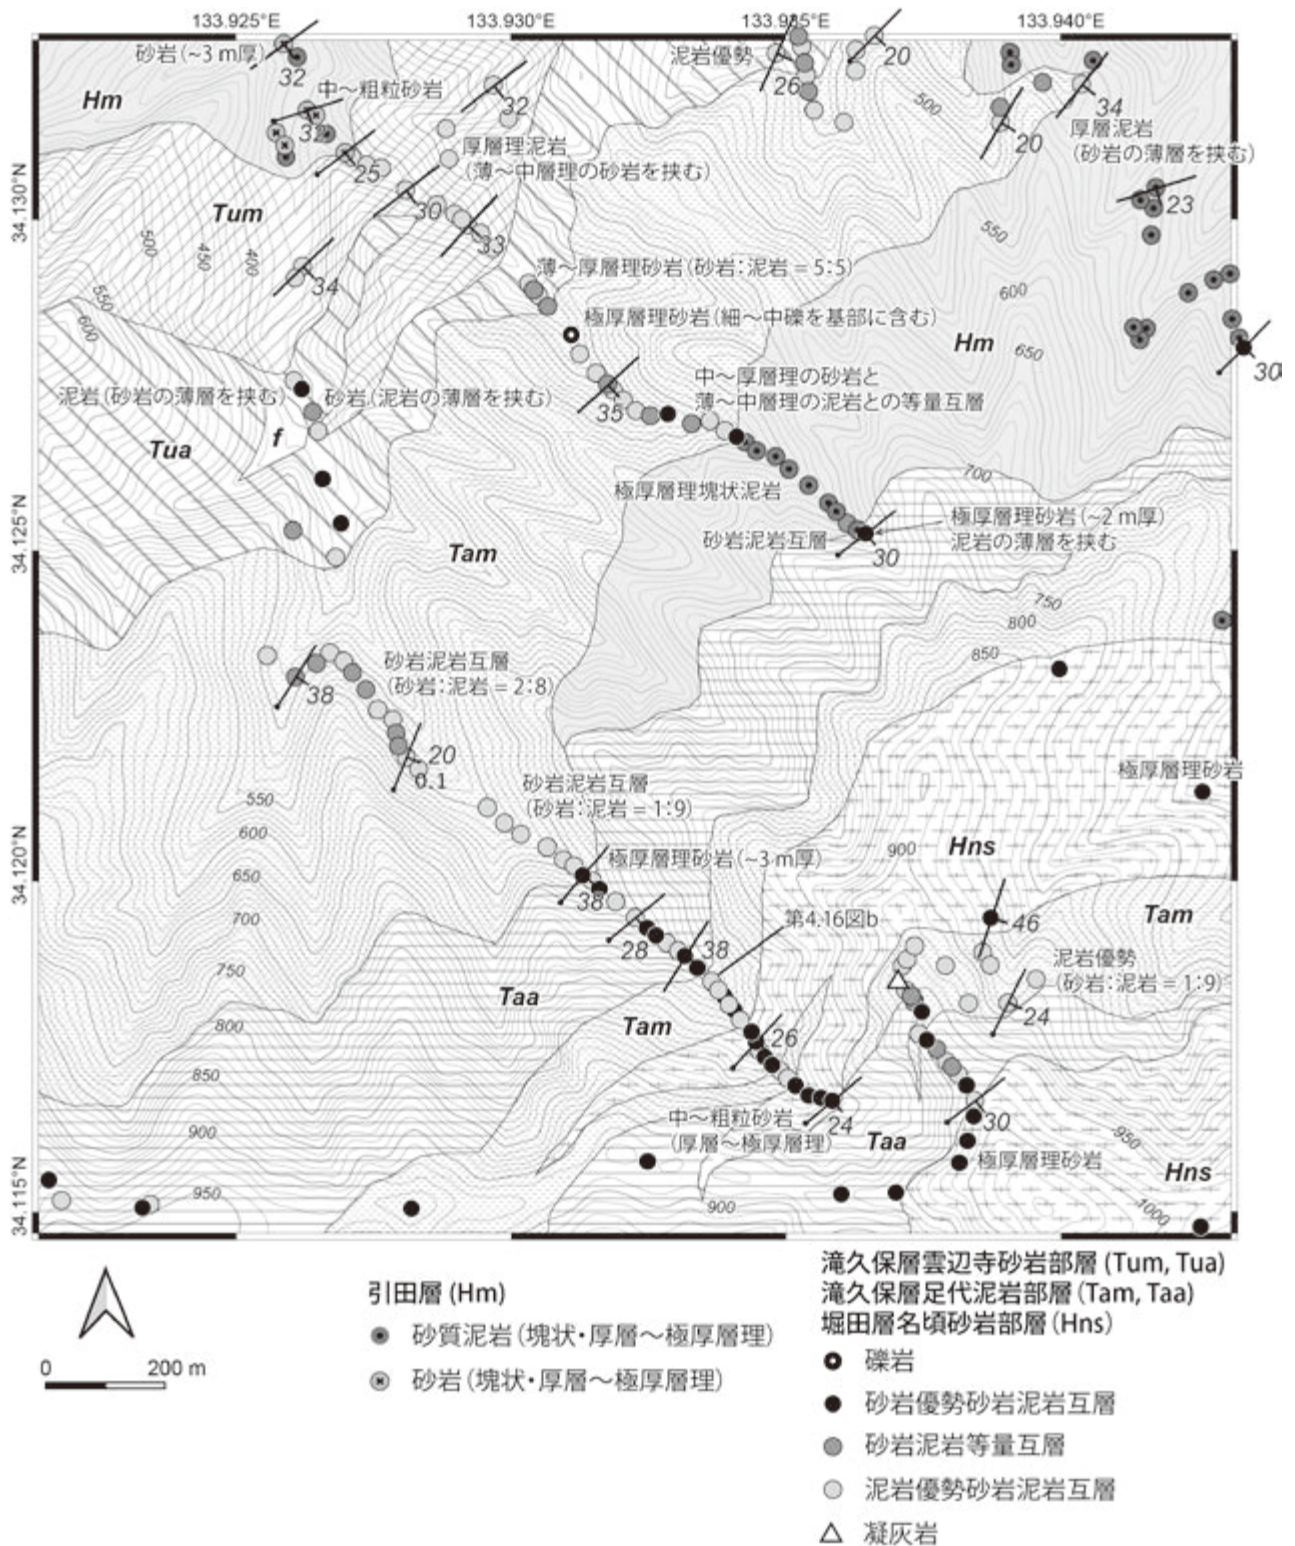 133.925°E
133.930°E
133.935°E
133.940°E
砂岩(~3 m厚)
32
泥岩優勢
26
20
Hm
中～粗粒砂岩
32
500
34
20
厚層泥岩
(砂岩の薄層を挟む)
厚層理泥岩
(薄～中層理の砂岩を挟む)
25
30
23
34.130°N
Tum
33
550
500
450
400
34
薄～厚層理砂岩(砂岩:泥岩 = 5:5)
550
600
600
極厚層理砂岩(細～中礫を基部に含む)
Hm
650
30
泥岩(砂岩の薄層を挟む)
砂岩(泥岩の薄層を挟む)
35
中～厚層理の砂岩と
薄～中層理の泥岩との等量互層
f
Tua
700
極厚層理塊状泥岩
極厚層理砂岩(~2 m厚)
泥岩の薄層を挟む
砂岩泥岩互層
30
34.125°N
Tam
750
800
850
砂岩泥岩互層
(砂岩:泥岩 = 2:8)
38
20
0.1
極厚層理砂岩
砂岩泥岩互層
(砂岩:泥岩 = 1:9)
550
600
650
34.120°N
極厚層理砂岩(~3 m厚)
900
Hns
38
700
第4.16図b
46
Tam
28
38
泥岩優勢
(砂岩:泥岩 = 1:9)
750
Taa
Tam
24
800
26
850
中～粗粒砂岩
(厚層～極厚層理)
24
30
900
Taa
950
極厚層理砂岩
Hns
34.115°N
950
900
1000
0
200 m
引田層 (Hm)
砂質泥岩(塊状・厚層～極厚層理)
砂岩(塊状・厚層～極厚層理)
滝久保層雲辺寺砂岩部層 (Tum, Tua)
滝久保層足代泥岩部層 (Tam, Taa)
堀田層名頃砂岩部層 (Hns)
礫岩
砂岩優勢砂岩泥岩互層
砂岩泥岩等量互層
泥岩優勢砂岩泥岩互層
凝灰岩